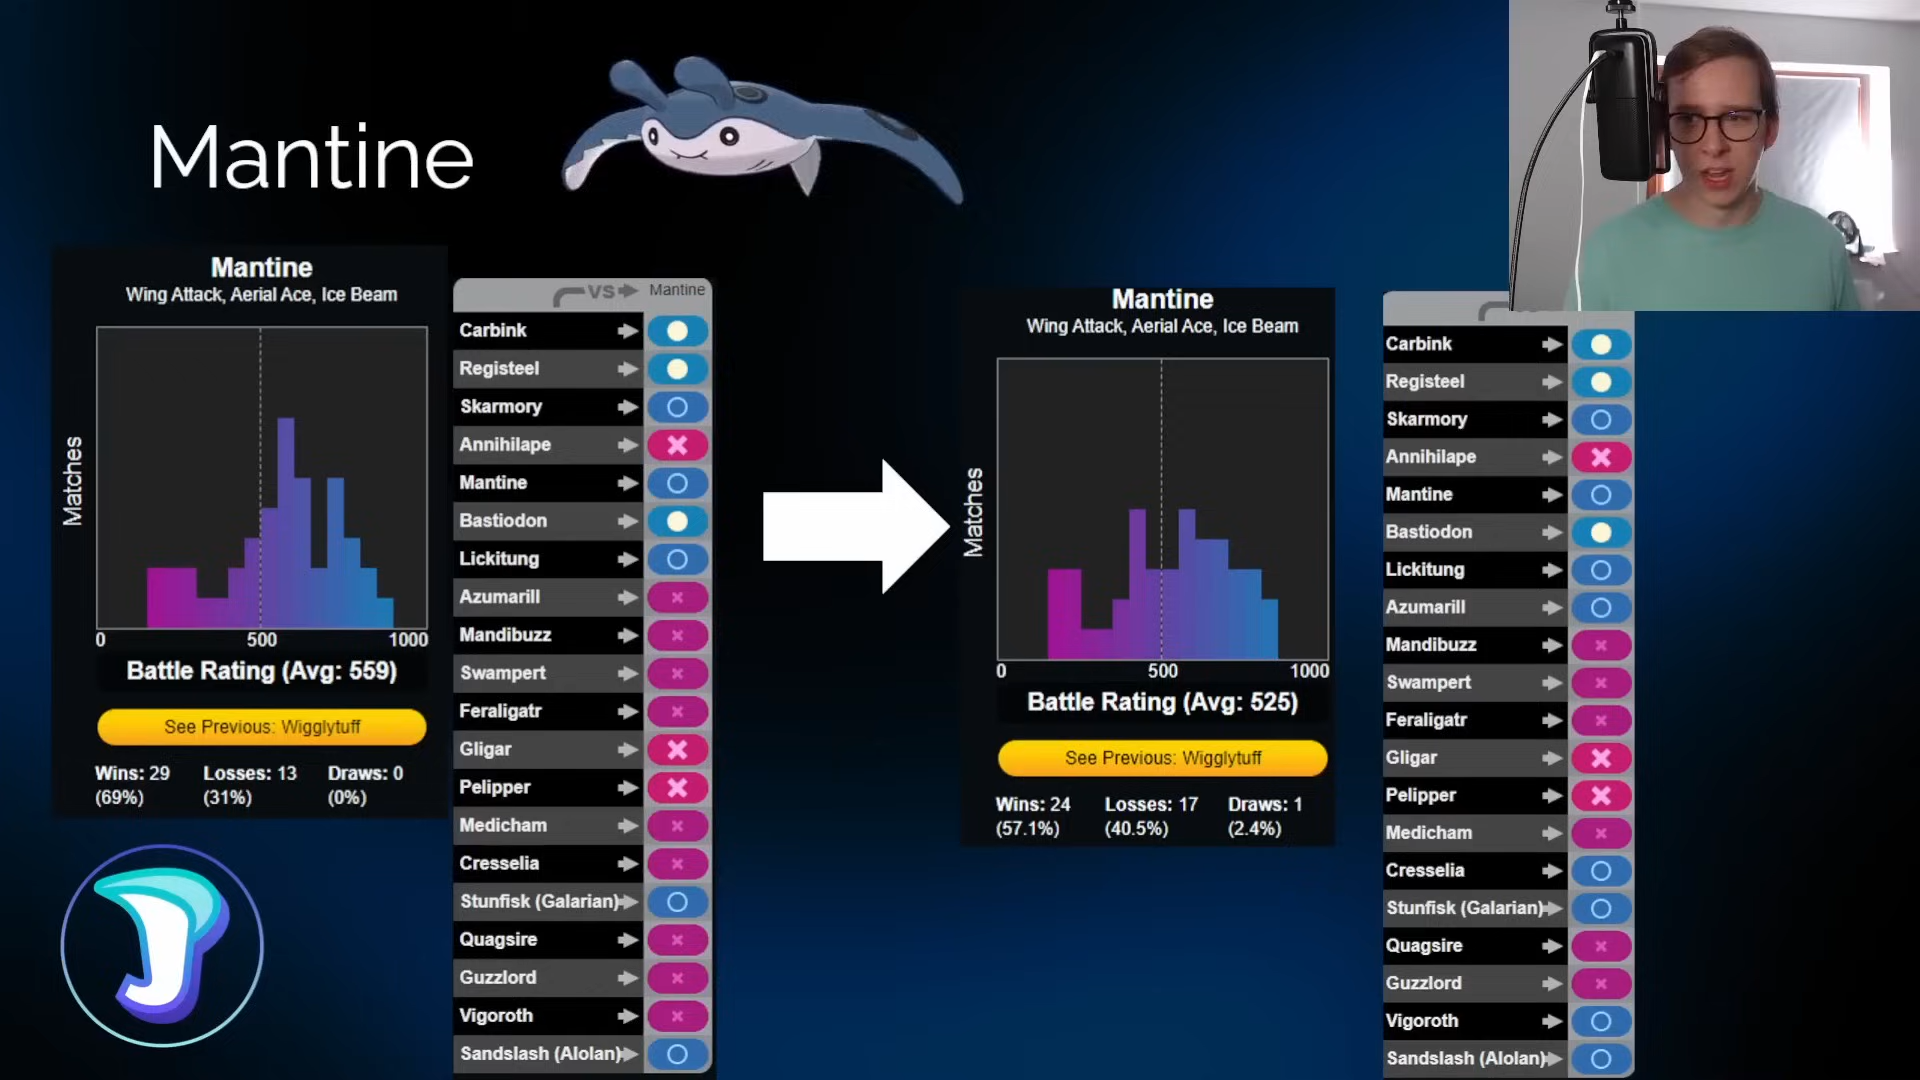 Mantine
Mantine
Wing Attack, Aerial Ace, Ice Beam
Matches
0
500
1000
Battle Rating (Avg: 559)
See Previous: Wigglytuff
Wins: 29
(69%)
Losses: 13
(31%)
Draws: 0
(0%)
VS
Mantine
Carbink
Registeel
Skarmory
Annihilape
Mantine
Bastiodon
Lickitung
Azumarill
Mandibuzz
Swampert
Feraligatr
Gligar
Pelipper
Medicham
Cresselia
Stunfisk (Galarian)
Quagsire
Guzzlord
Vigoroth
Sandslash (Alolan)
Mantine
Wing Attack, Aerial Ace, Ice Beam
Matches
0
500
1000
Battle Rating (Avg: 525)
See Previous: Wigglytuff
Wins: 24
(57.1%)
Losses: 17
(40.5%)
Draws: 1
(2.4%)
Carbink
Registeel
Skarmory
Annihilape
Mantine
Bastiodon
Lickitung
Azumarill
Mandibuzz
Swampert
Feraligatr
Gligar
Pelipper
Medicham
Cresselia
Stunfisk (Galarian)
Quagsire
Guzzlord
Vigoroth
Sandslash (Alolan)